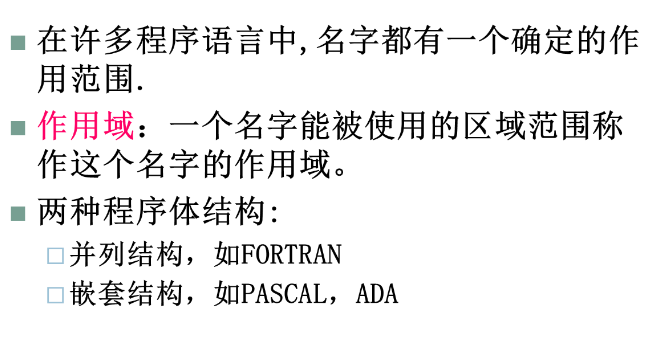 在许多程序语言中,名字都有一个确定的作
用范围.
作用域：一个名字能被使用的区域范围称
作这个名字的作用域。
两种程序体结构:
并列结构，如FORTRAN
嵌套结构，如PASCAL，ADA